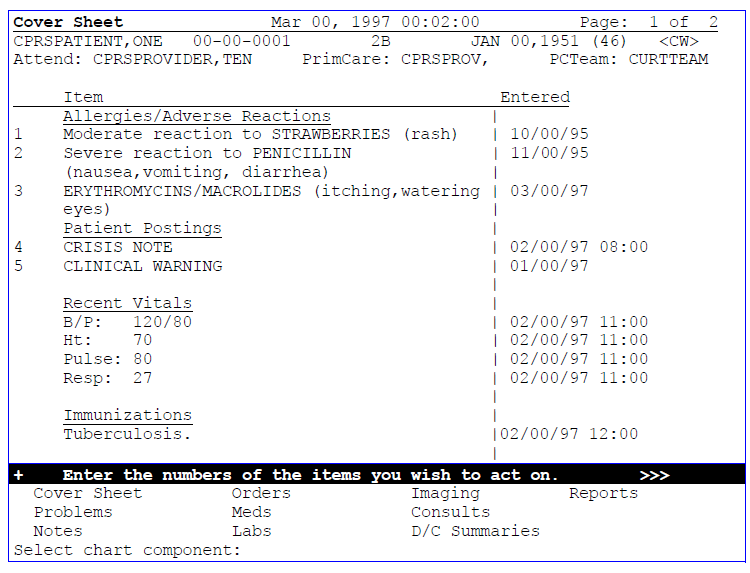 Cover Sheet Mar 00, 1997 00:02:00 Page: 1 of 2
CPRSPATIENT,ONE 00-00-0001 2B JAN 00,1951 (46) <CW>
Attend: CPRSPROVIDER,TEN PrimCare: CPRSPROV, PCTeam: CURTTEAM
Item Entered
Allergies/Adverse Reactions |
1 Moderate reaction to STRAWBERRIES (rash) | 10/00/95
2 Severe reaction to PENICILLIN | 11/00/95
(nausea,vomiting, diarrhea) |
3 ERYTHROMYCINS/MACROLIDES (itching,watering | 03/00/97
eyes) |
Patient Postings |
4 CRISIS NOTE | 02/00/97 08:00
5 CLINICAL WARNING | 01/00/97
|
Recent Vitals |
B/P: 120/80 | 02/00/97 11:00
Ht: 70 | 02/00/97 11:00
Pulse: 80 | 02/00/97 11:00
Resp: 27 | 02/00/97 11:00
|
Immunizations |
Tuberculosis. |02/00/97 12:00
|
+ Enter the numbers of the items you wish to act on. >>>
Cover Sheet Orders Imaging Reports
Problems Meds Consults
Notes Labs D/C Summaries
Select chart component: